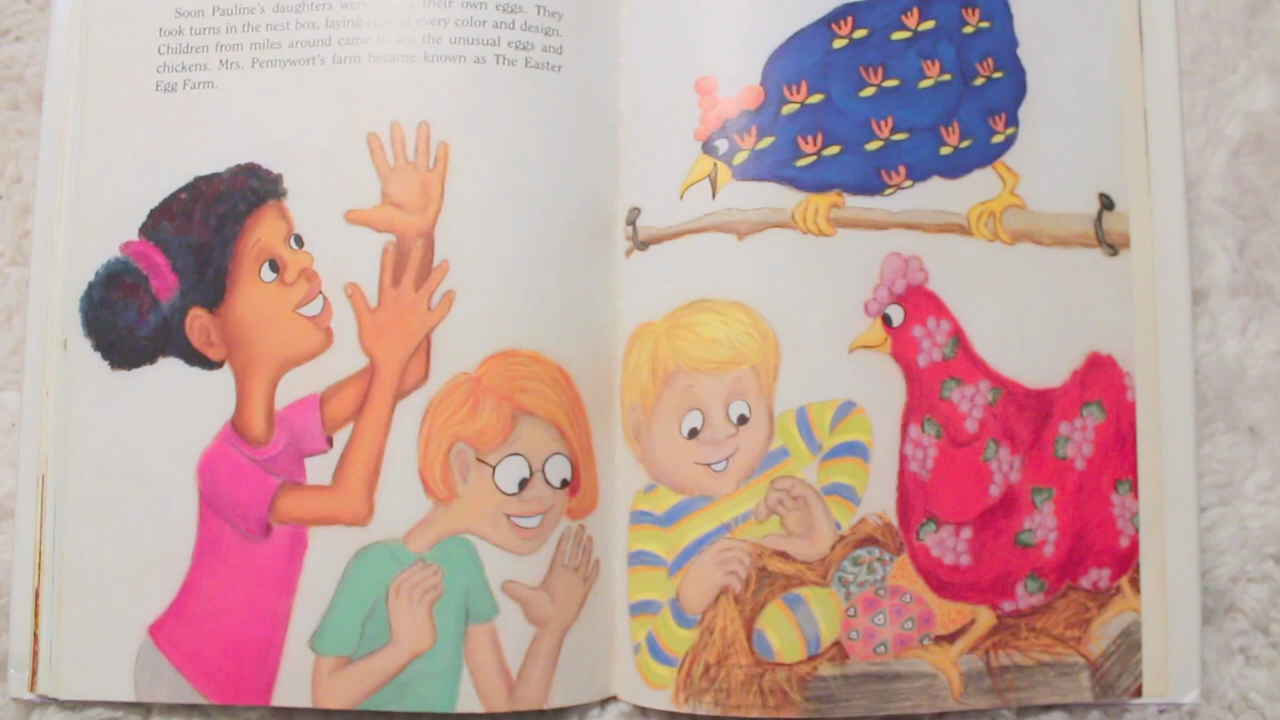 Soon Pauline's daughters were their own eggs. They
took turns in the nest box, laying eggs of every color and design.
Children from miles around came to see the unusual eggs and
chickens. Mrs. Pennywort's farm became known as The Easter
Egg Farm.